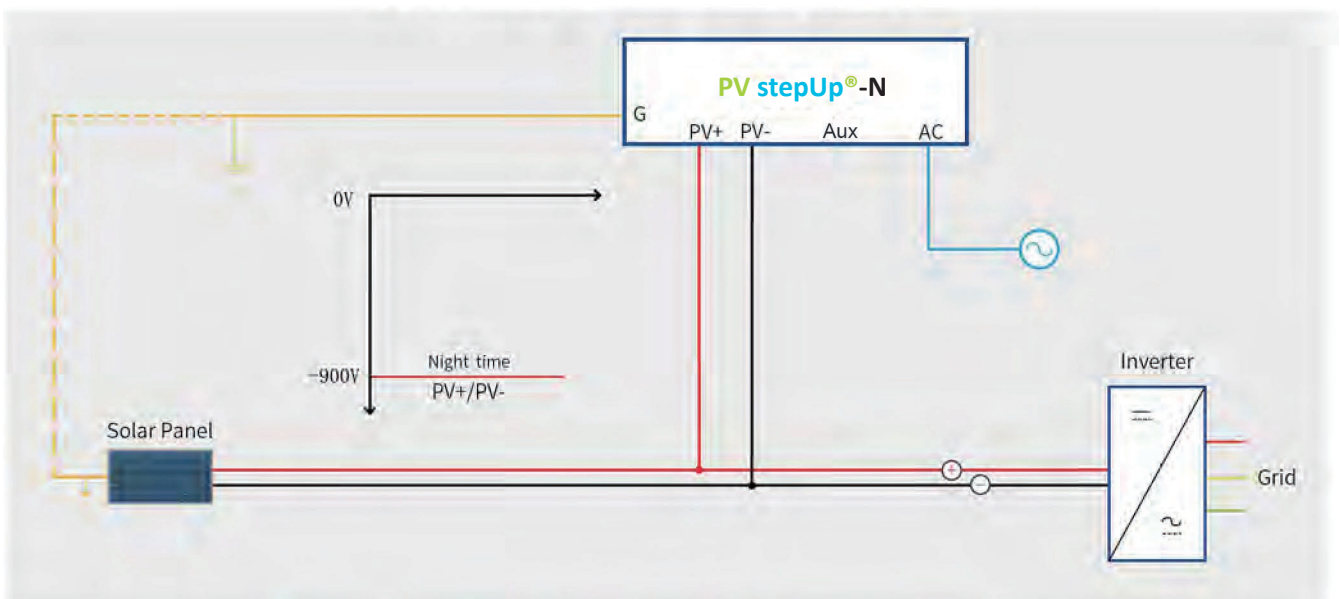 PV stepUp®-N
G
PV+ PV- Aux AC
0V
-900V
Night time
PV+/PV-
Solar Panel
Inverter
+
−
Grid